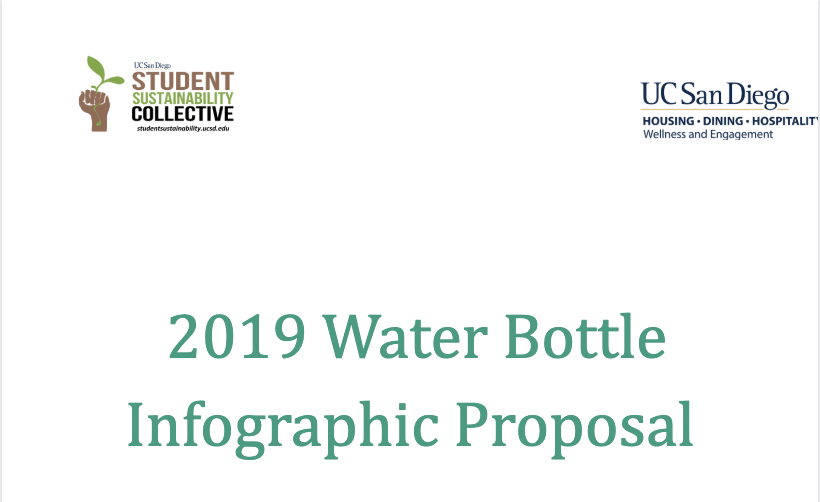 UC San Diego
STUDENT
SUSTAINABILITY
COLLECTIVE
studentsustainability.ucsd.edu
UC San Diego
HOUSING • DINING • HOSPITALITY
Wellness and Engagement
2019 Water Bottle
Infographic Proposal